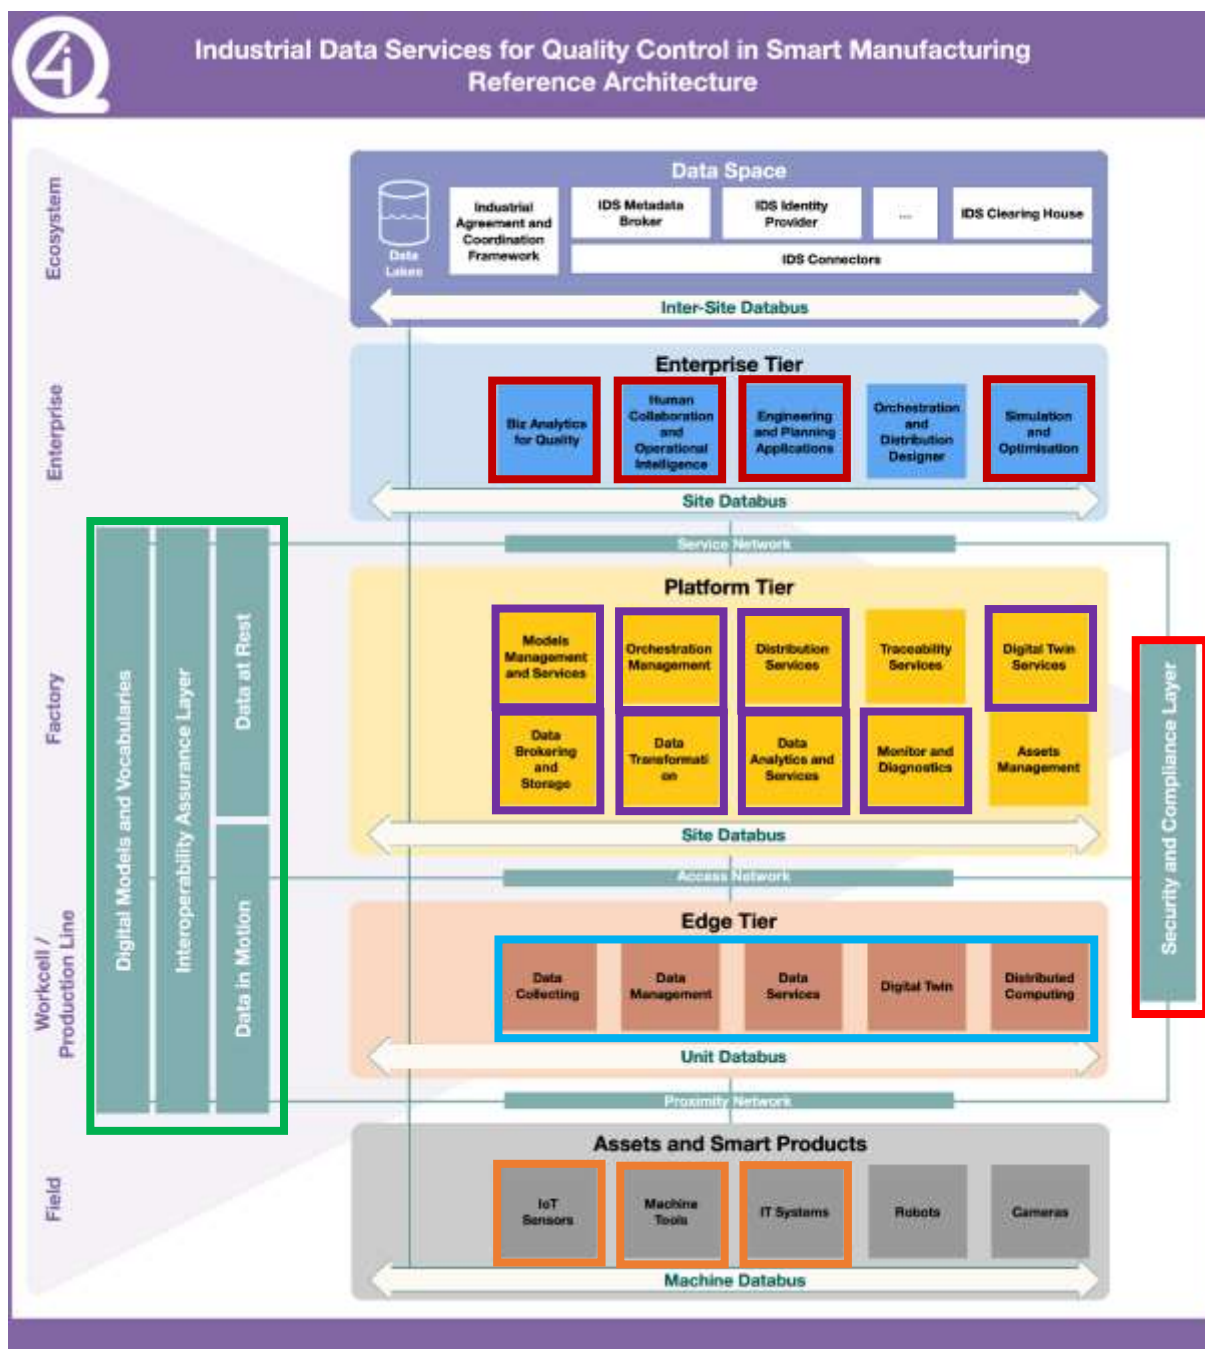 4i
Industrial Data Services for Quality Control in Smart Manufacturing
Reference Architecture
Ecosystem
Data Space
Data
Lakes
Industrial
Agreement and
Coordination
Framework
IDS Metadata
Broker
IDS Identity
Provider
...
IDS Clearing House
IDS Connectors
Inter-Site Databus
Enterprise
Enterprise Tier
Biz Analytics
for Quality
Human
Collaboration
and
Operational
Intelligence
Engineering
and Planning
Applications
Orchestration
and
Distribution
Designer
Simulation
and
Optimisation
Site Databus
Service Network
Factory
Platform Tier
Models
Management
and Services
Orchestration
Management
Distribution
Services
Traceability
Services
Digital Twin
Services
Data
Brokering
and
Storage
Data
Transformati
on
Data
Analytics and
Services
Monitor and
Diagnostics
Assets
Management
Site Databus
Access Network
Digital Models and Vocabularies
Interoperability Assurance Layer
Data at Rest
Data in Motion
Security and Compliance Layer
Workcell /
Production Line
Edge Tier
Data
Collecting
Data
Management
Data
Services
Digital Twin
Distributed
Computing
Unit Databus
Proximity Network
Field
Assets and Smart Products
IoT
Sensors
Machine
Tools
IT Systems
Robots
Cameras
Machine Databus